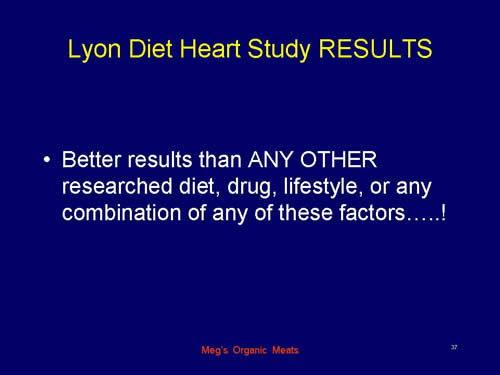 Lyon Diet Heart Study RESULTS
• Better results than ANY OTHER
researched diet, drug, lifestyle, or any
combination of any of these factors…..!
Meg's Organic Meats
37